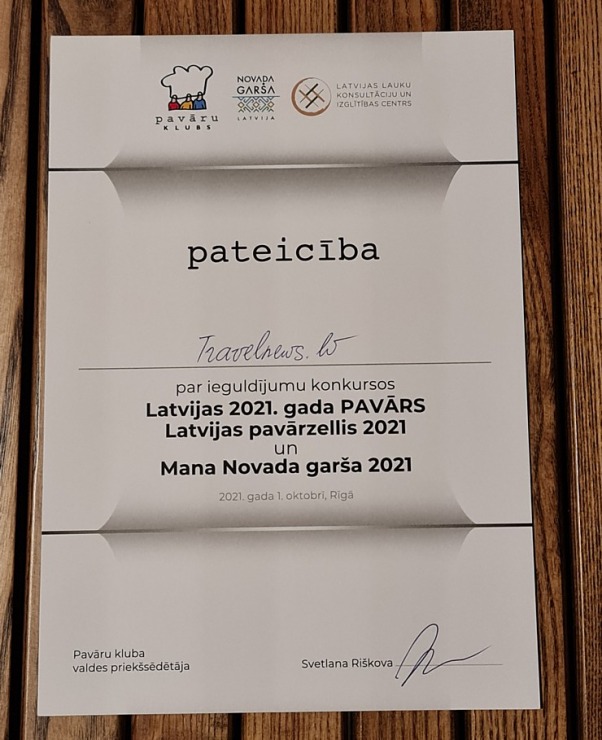 pavāru
KLUBS
NOVADA
GARŠA
LATVIJA
LATVIJAS LAUKU
KONSULTĀCIJU UN
IZGLĪTĪBAS CENTRS
pateicība
Travelnews.lv
par ieguldījumu konkursos
Latvijas 2021. gada PAVĀRS
Latvijas pavārzellis 2021
un
Mana Novada garša 2021
2021. gada 1. oktobrī, Rīgā
Pavāru kluba
valdes priekšsēdētāja
Svetlana Riškova